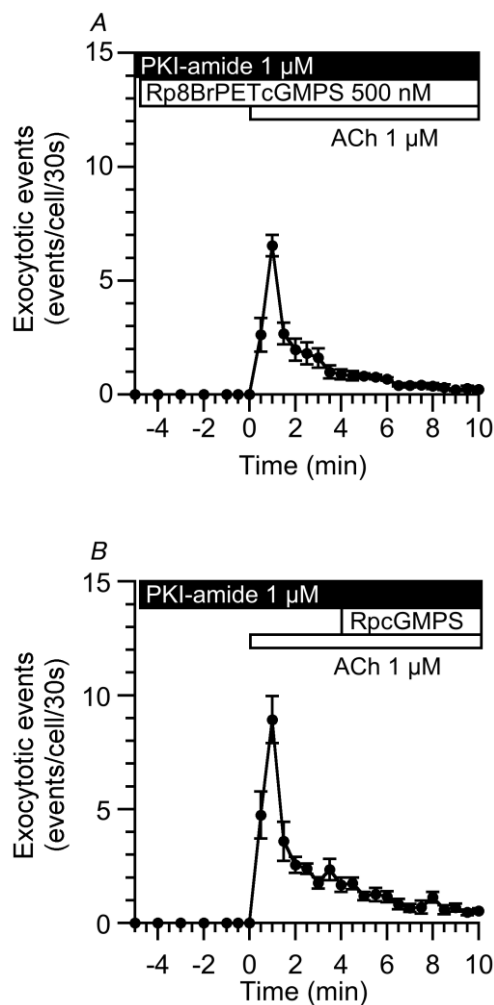 A
15
PKI-amide 1 µM
Rp8BrPETcGMPS 500 nM
ACh 1 µM
10
5
0
Exocytotic events
(events/cell/30s)
-4 -2 0 2 4 6 8 10
Time (min)
B
15
PKI-amide 1 µM
RpcGMPS
ACh 1 µM
10
5
0
Exocytotic events
(events/cell/30s)
-4 -2 0 2 4 6 8 10
Time (min)